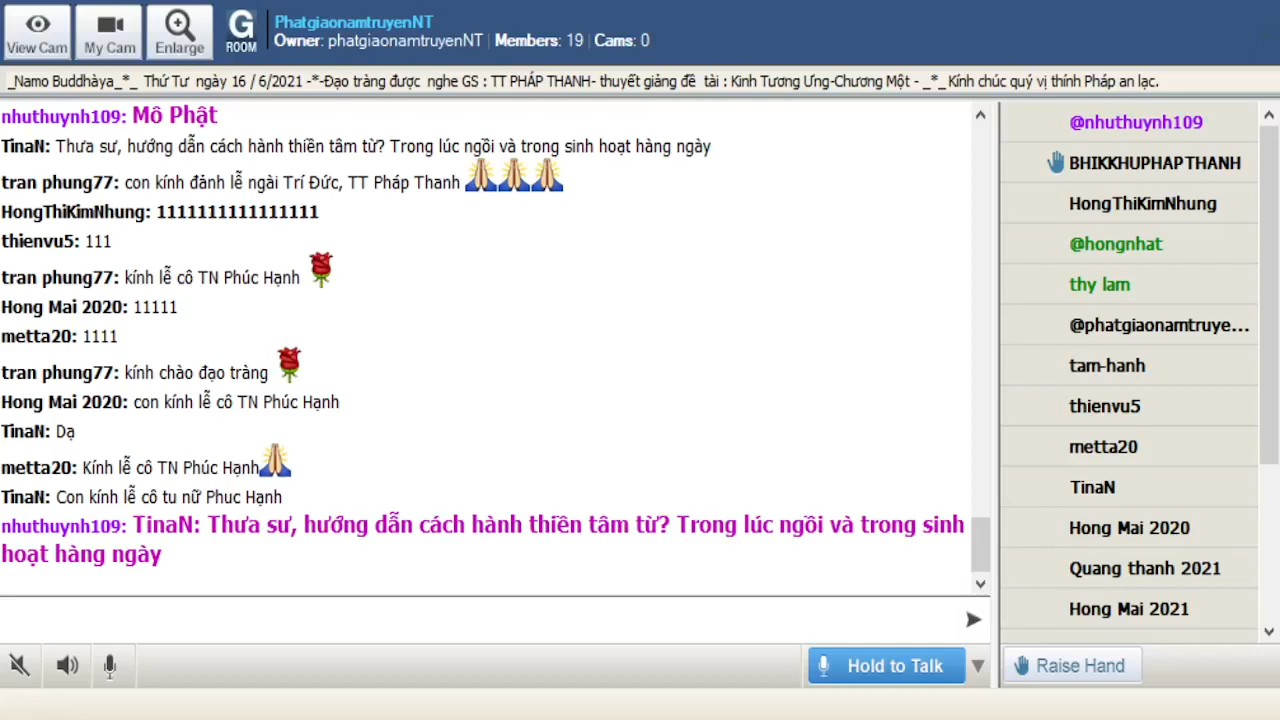 View Cam
My Cam
Enlarge
G
ROOM
PhatgiaonamtruyenNT
Owner: phatgiaonamtruyenNT | Members: 19 | Cams: 0
_Namo Buddhàya_*_ Thứ Tư ngày 16 / 6/2021 -*-Đạo tràng được nghe GS : TT PHÁP THANH- thuyết giảng đề tài : Kinh Tương Ưng-Chương Một - _*_ Kính chúc quý vị thính Pháp an lạc.
nhuthuynh109: Mô Phật
TinaN: Thưa sư, hướng dẫn cách hành thiền tâm từ? Trong lúc ngồi và trong sinh hoạt hàng ngày
tran phung77: con kính đảnh lễ ngài Trí Đức, TT Pháp Thanh
HongThiKimNhung: 1111111111111111
thienvu5: 111
tran phung77: kính lễ cô TN Phúc Hạnh
Hong Mai 2020: 11111
metta20: 1111
tran phung77: kính chào đạo tràng
Hong Mai 2020: con kính lễ cô TN Phúc Hạnh
TinaN: Dạ
metta20: Kính lễ cô TN Phúc Hạnh
TinaN: Con kính lễ cô tu nữ Phuc Hạnh
nhuthuynh109: TinaN: Thưa sư, hướng dẫn cách hành thiền tâm từ? Trong lúc ngồi và trong sinh
hoạt hàng ngày
@nhuthuynh109
BHIKKHUPHAPTHANH
HongThiKimNhung
@hongnhat
thy lam
@phatgiaonamtruye...
tam-hanh
thienvu5
metta20
TinaN
Hong Mai 2020
Quang thanh 2021
Hong Mai 2021
Hold to Talk
Raise Hand